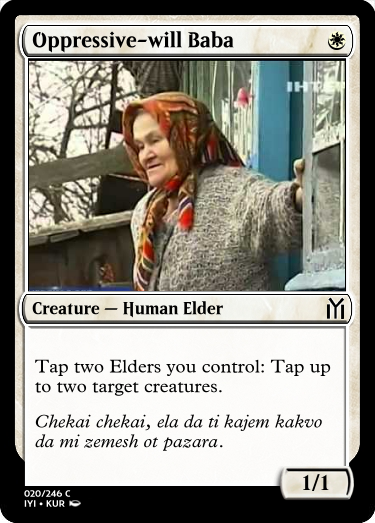 Oppressive-will Baba
ІНТЕ
Creature — Human Elder
Tap two Elders you control: Tap up
to two target creatures.
Chekai chekai, ela da ti kajem kakvo
da mi zemesh ot pazara.
1/1
020/246 C
IYI • KUR